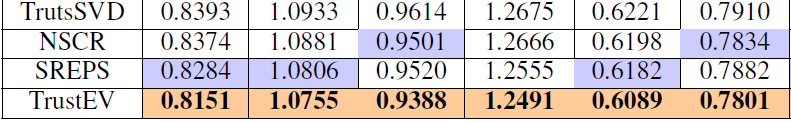 TrutsSVD 0.8393 1.0933 0.9614 1.2675 0.6221 0.7910
NSCR 0.8374 1.0881 0.9501 1.2666 0.6198 0.7834
SREPS 0.8284 1.0806 0.9520 1.2555 0.6182 0.7882
TrustEV 0.8151 1.0755 0.9388 1.2491 0.6089 0.7801